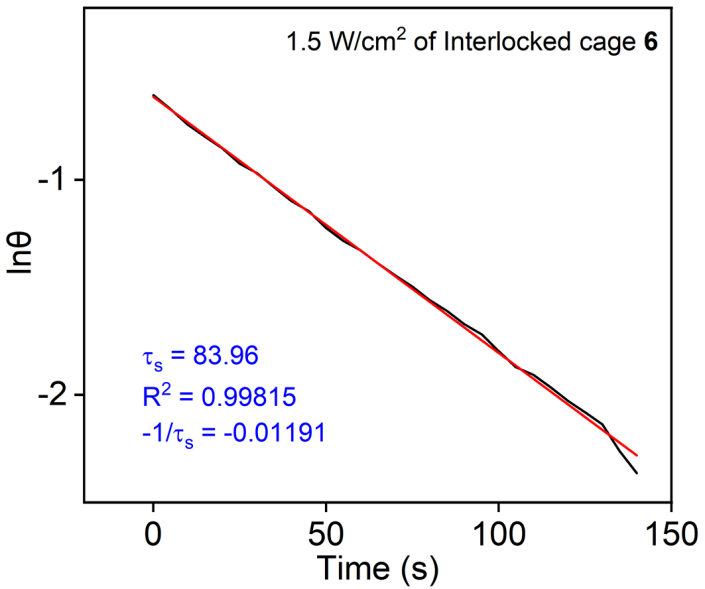 1.5 W/cm² of Interlocked cage 6
-1
-2
lnθ
τₛ = 83.96
R² = 0.99815
-1/τₛ = -0.01191
0 50 100 150
Time (s)